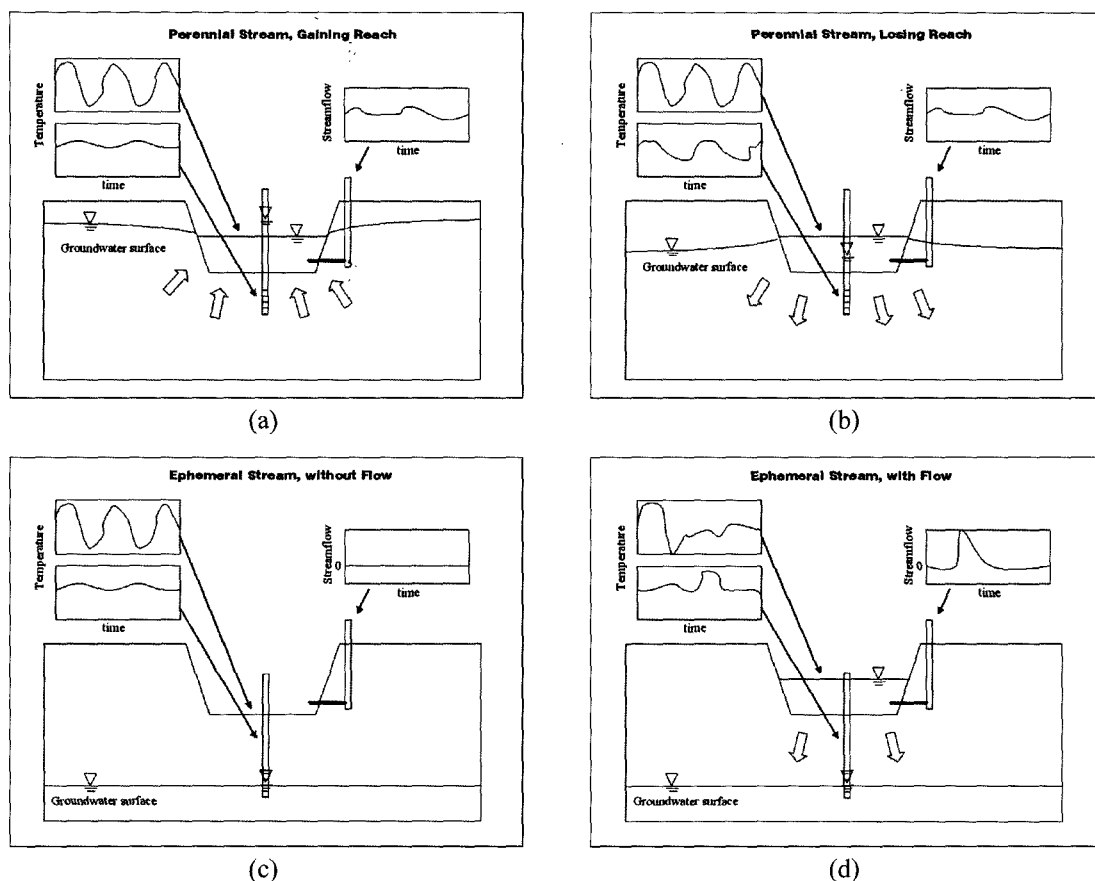 Perennial Stream, Gaining Reach
Temperature
Streamflow
time
time
Groundwater surface
(a)
Perennial Stream, Losing Reach
Temperature
Streamflow
time
time
Groundwater surface
(b)
Ephemeral Stream, without Flow
Temperature
Streamflow
0
time
time
Groundwater surface
(c)
Ephemeral Stream, with Flow
Temperature
Streamflow
0
time
time
Groundwater surface
(d)